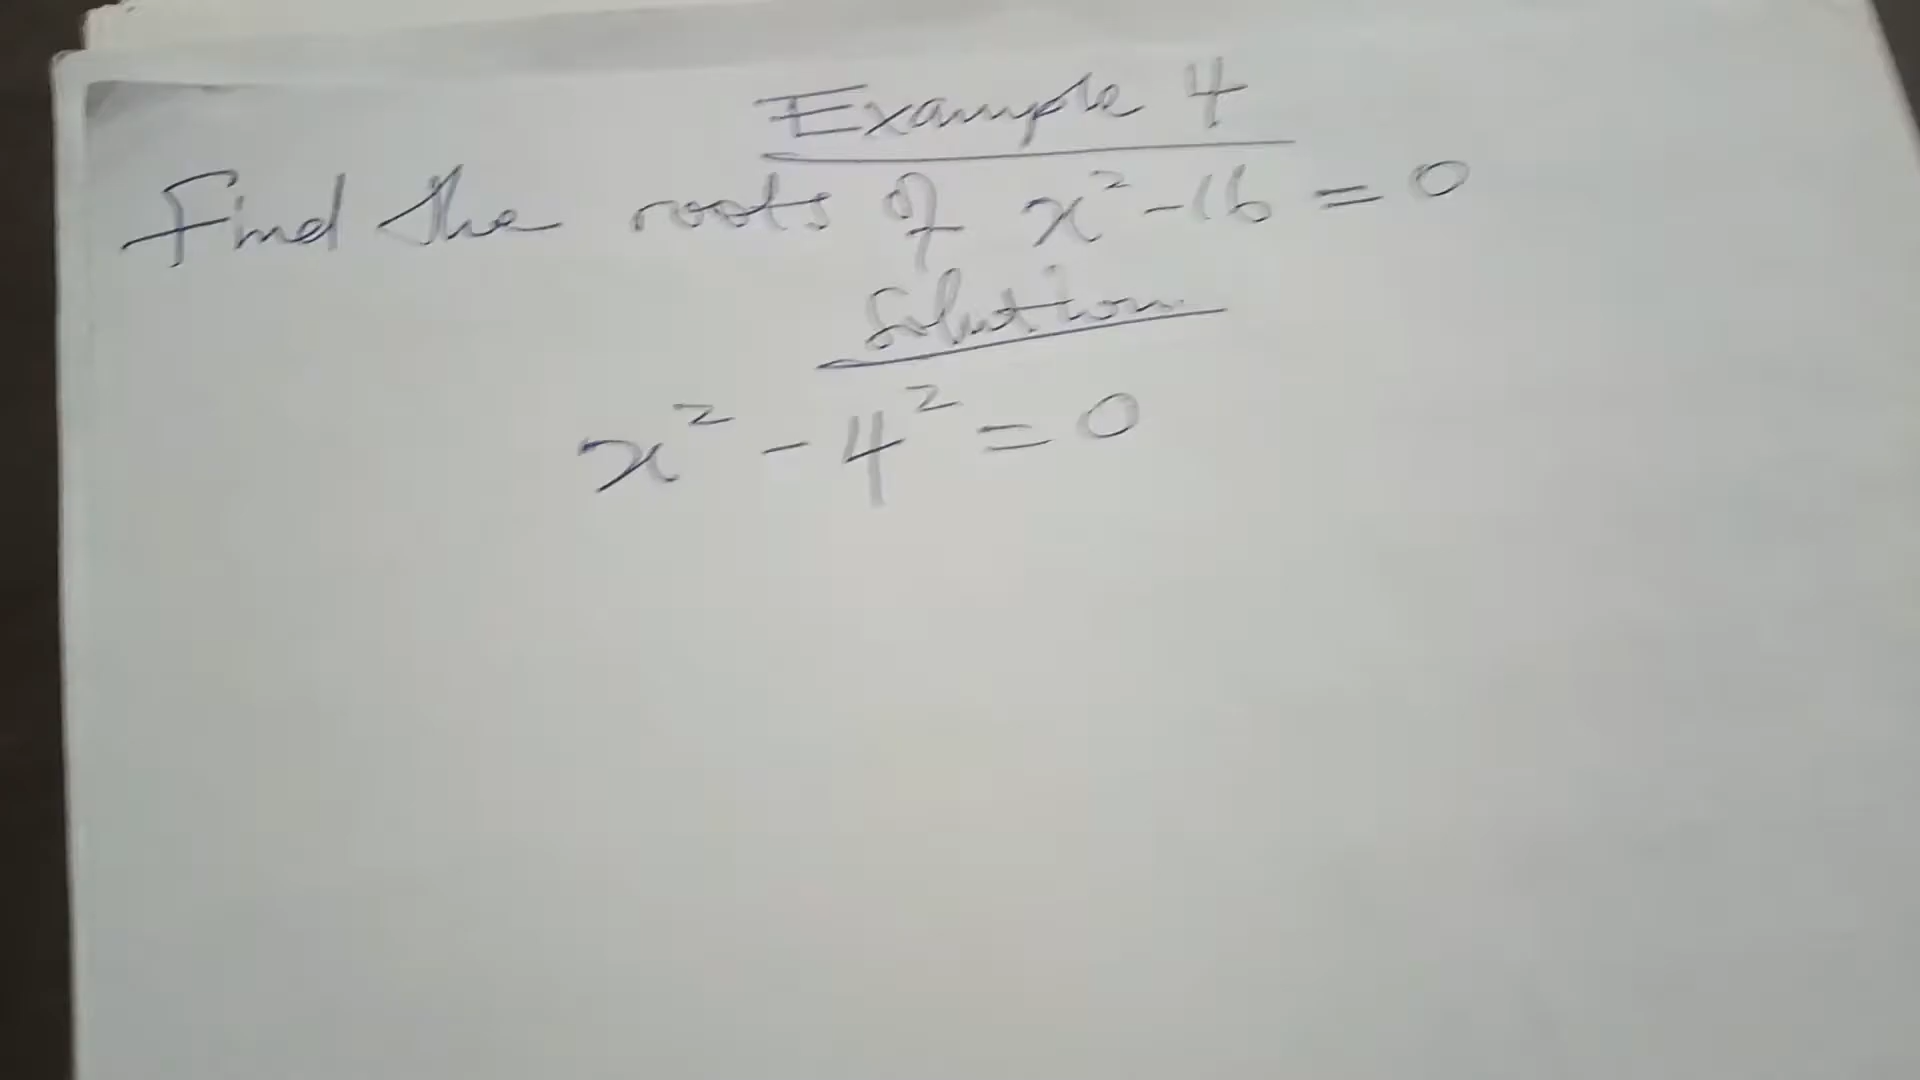 Example 4
Find the roots of x² - 16 = 0
Solution
x² - 4² = 0